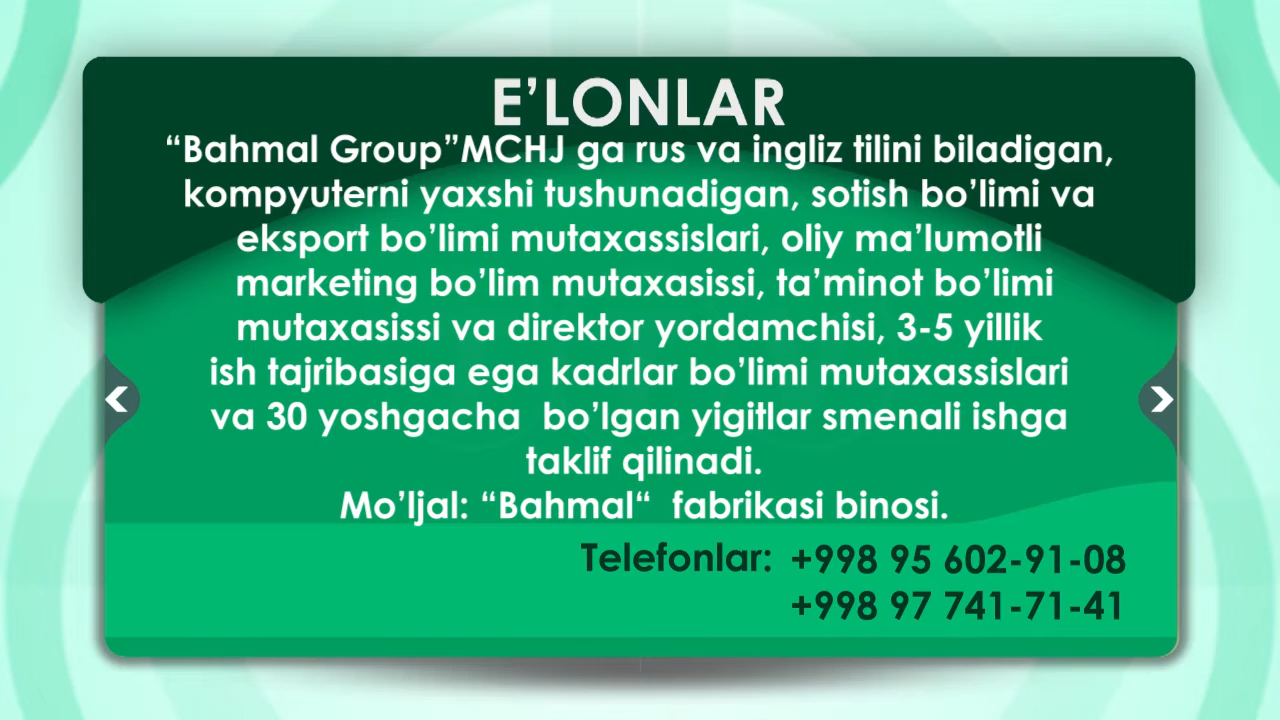 E’LONLAR
“Bahmal Group”MCHJ ga rus va ingliz tilini biladigan,
kompyuterni yaxshi tushunadigan, sotish bo’limi va
eksport bo’limi mutaxassislari, oliy ma’lumotli
marketing bo’lim mutaxasissi, ta’minot bo’limi
mutaxasissi va direktor yordamchisi, 3-5 yillik
ish tajribasiga ega kadrlar bo’limi mutaxassislari
va 30 yoshgacha  bo’lgan yigitlar smenali ishga
taklif qilinadi.
Mo’ljal: “Bahmal“  fabrikasi binosi.
Telefonlar: +998 95 602-91-08
+998 97 741-71-41